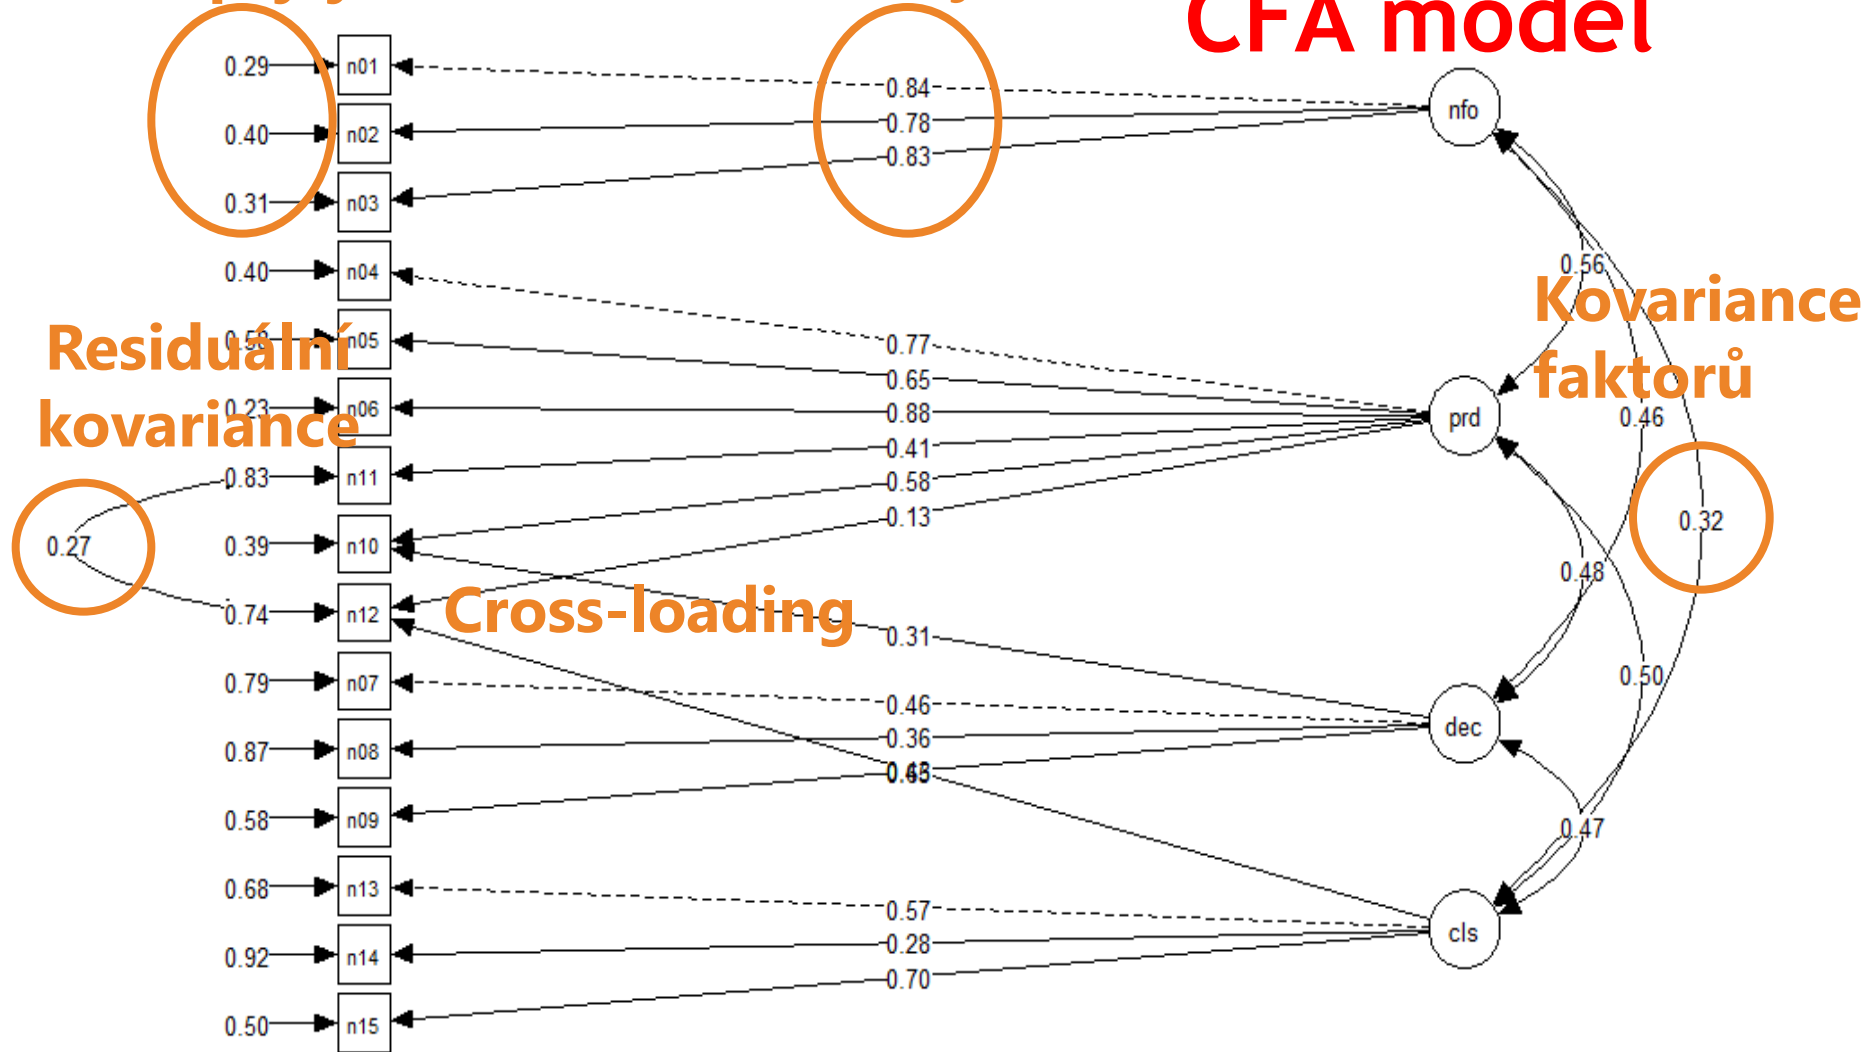 CFA model
0.29 n01 0.84 nfo
0.40 n02 0.78
0.83
0.31 n03
0.40 n04
0.56
Kovariance
faktorů
Residuální
kovariance
n05 0.77
0.65
0.23 n06 0.88 prd 0.46
0.41
0.83 n11 0.58
0.13 0.32
0.27 0.39 n10
0.48
0.74 n12 Cross-loading 0.31
0.79 n07 0.46 0.50
0.36 dec
0.87 n08
0.58 n09 0.47
0.68 n13 0.57
0.28 cls
0.92 n14 0.70
0.50 n15